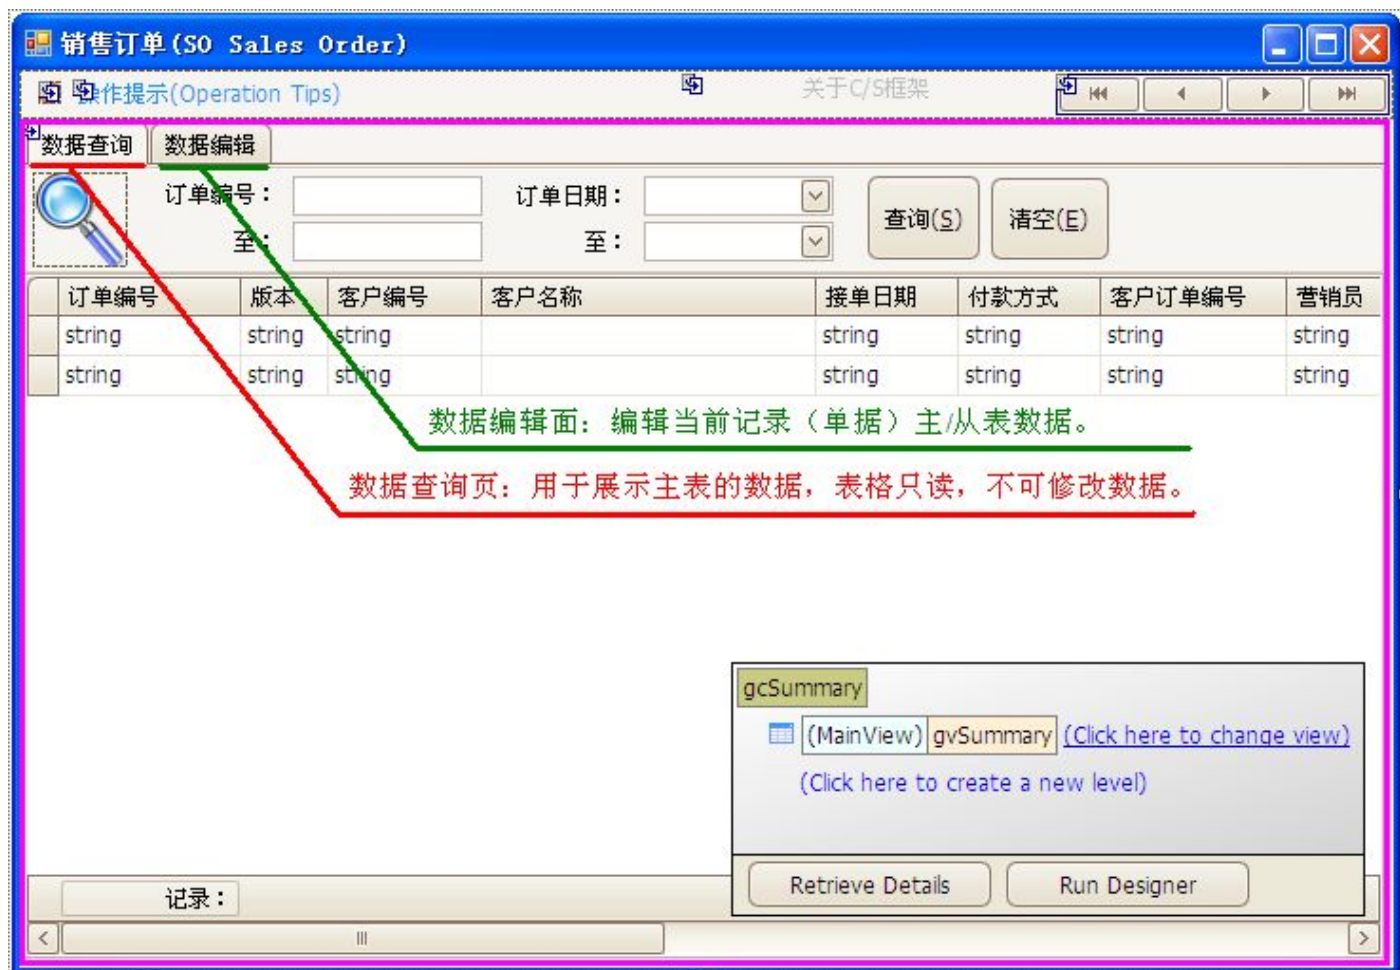 销售订单(SO Sales Order)
操作提示(Operation Tips) 关于C/S框架
数据查询 数据编辑
订单编号： 订单日期： 查询(S) 清空(E)
至： 至：
订单编号 版本 客户编号 客户名称 接单日期 付款方式 客户订单编号 营销员
string string string string string string string
string string string string string string string
数据编辑面：编辑当前记录（单据）主/从表数据。
数据查询页：用于展示主表的数据，表格只读，不可修改数据。
gcSummary
(MainView) gvSummary (Click here to change view)
(Click here to create a new level)
Retrieve Details Run Designer
记录：